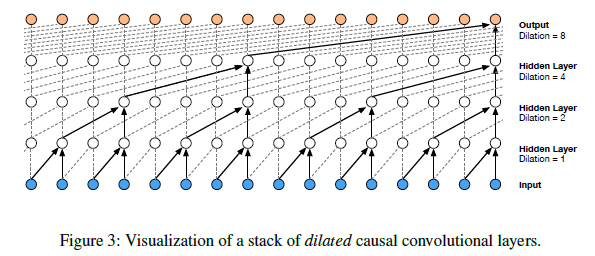 Output
Dilation = 8
Hidden Layer
Dilation = 4
Hidden Layer
Dilation = 2
Hidden Layer
Dilation = 1
Input
Figure 3: Visualization of a stack of dilated causal convolutional layers.